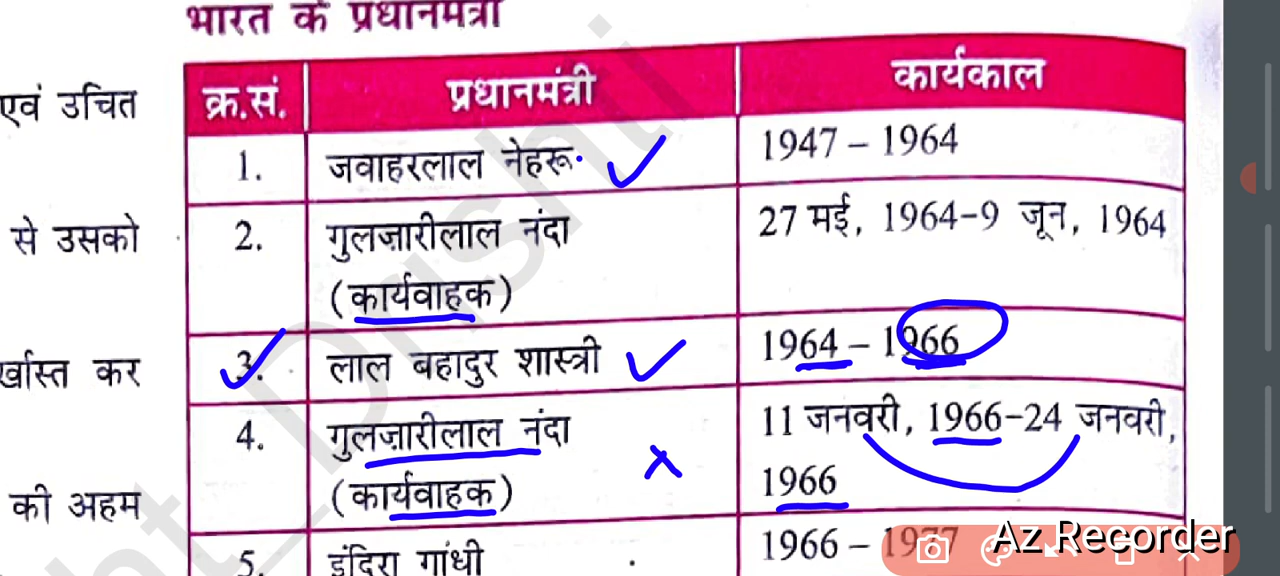 भारत के प्रधानमंत्री
क्र.सं. प्रधानमंत्री कार्यकाल
एवं उचित
1. जवाहरलाल नेहरू 1947 – 1964
से उसको
2. गुलज़ारीलाल नंदा 27 मई, 1964-9 जून, 1964
(कार्यवाहक)
3. लाल बहादुर शास्त्री 1964 – 1966
कर
4. गुलज़ारीलाल नंदा 11 जनवरी, 1966-24 जनवरी,
(कार्यवाहक) 1966
की अहम
5. इंदिरा गांधी 1966 – 1977
Az Recorder